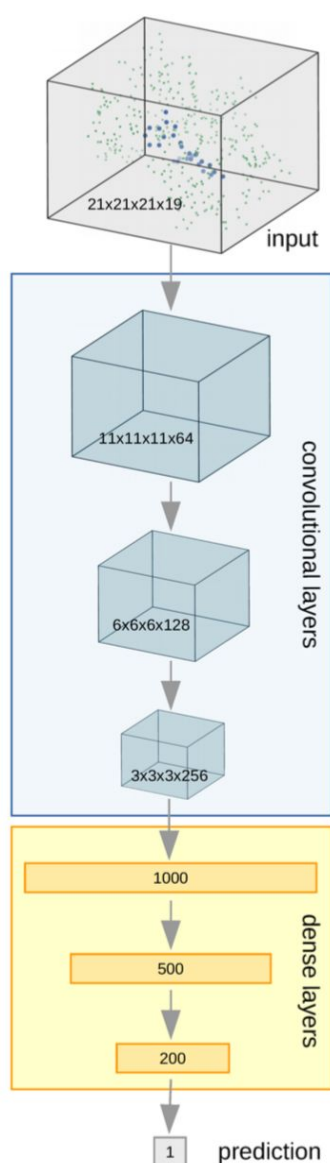 21x21x21x19
input
11x11x11x64
convolutional layers
6x6x6x128
3x3x3x256
1000
dense layers
500
200
1
prediction